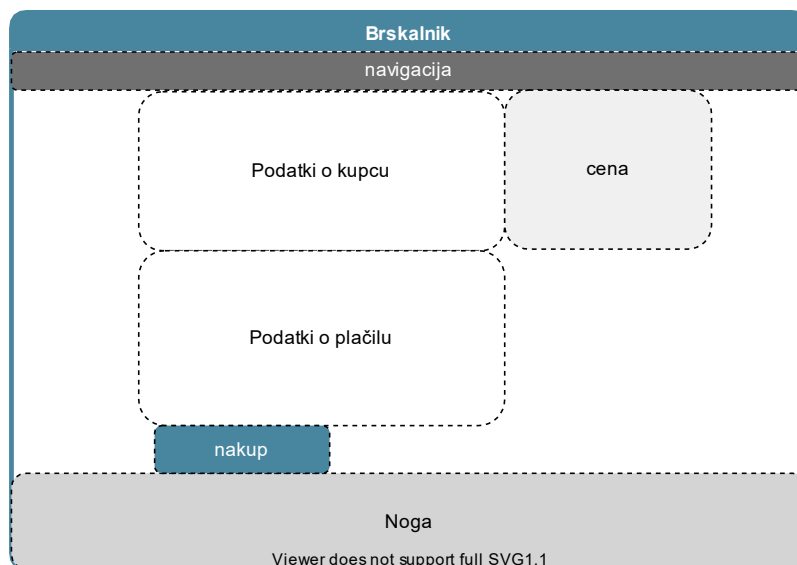 Brskalnik
navigacija
Podatki o kupcu
cena
Podatki o plačilu
nakup
Noga
Viewer does not support full SVG1.1